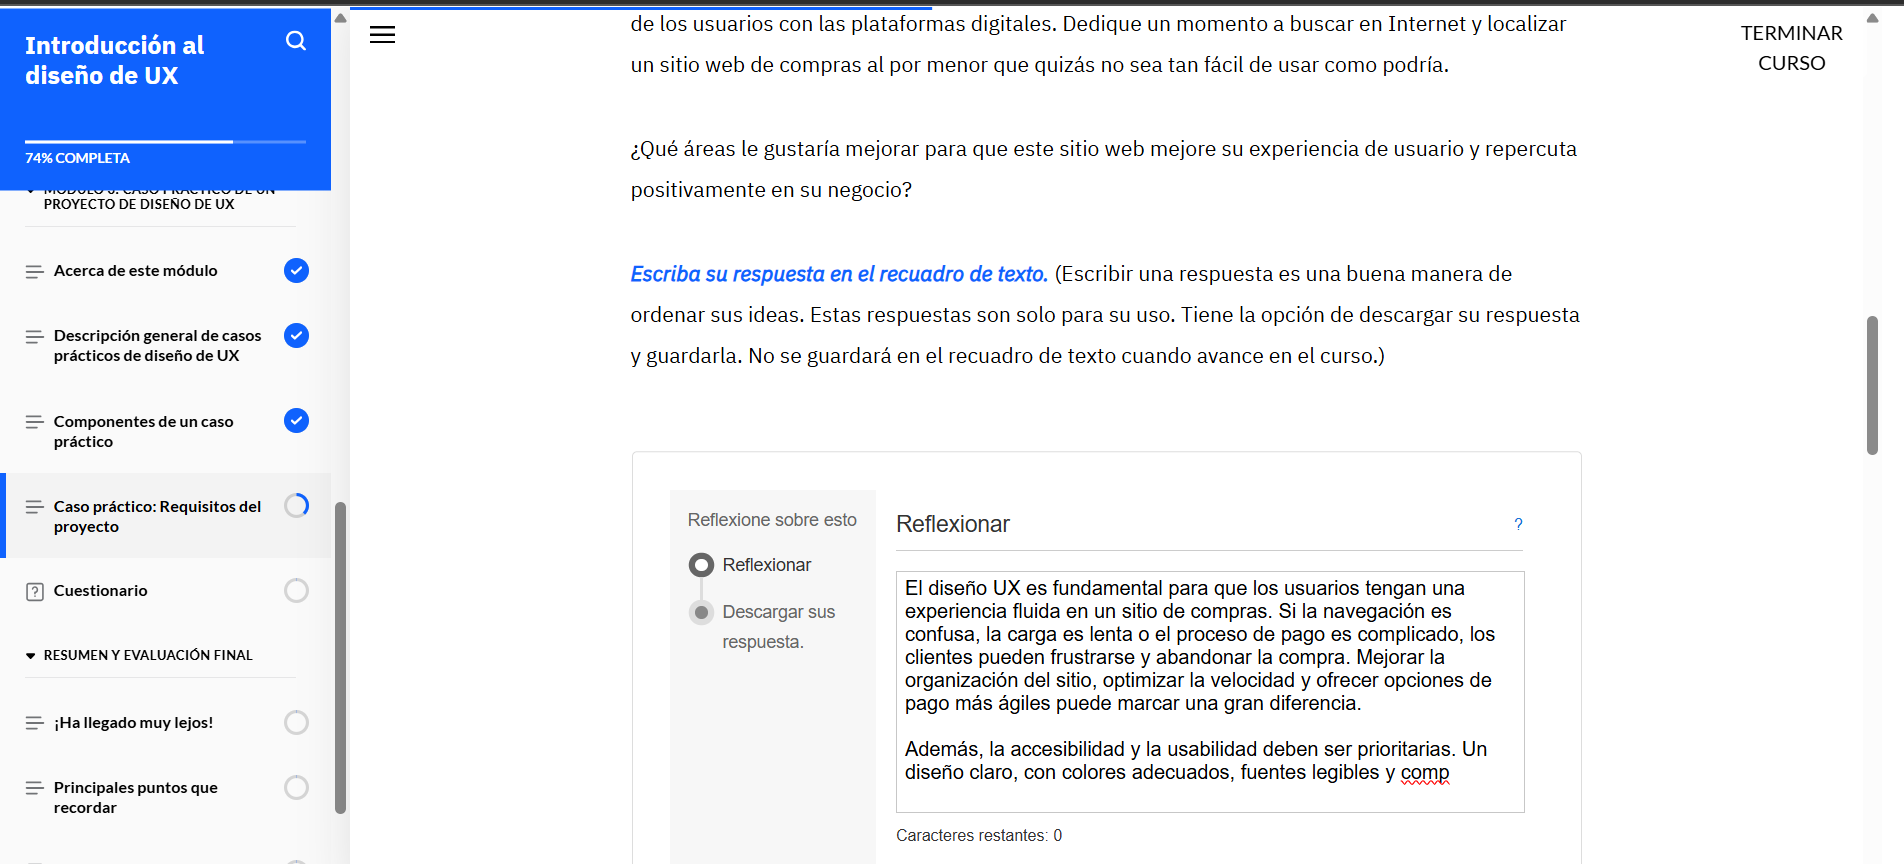 Introducción al
diseño de UX
74% COMPLETA
MÓDULO 3: CASO PRÁCTICO DE UN
PROYECTO DE DISEÑO DE UX
Acerca de este módulo
Descripción general de casos
prácticos de diseño de UX
Componentes de un caso
práctico
Caso práctico: Requisitos del
proyecto
Cuestionario
RESUMEN Y EVALUACIÓN FINAL
¡Ha llegado muy lejos!
Principales puntos que
recordar
TERMINAR
CURSO
de los usuarios con las plataformas digitales. Dedique un momento a buscar en Internet y localizar
un sitio web de compras al por menor que quizás no sea tan fácil de usar como podría.
¿Qué áreas le gustaría mejorar para que este sitio web mejore su experiencia de usuario y repercuta
positivamente en su negocio?
Escriba su respuesta en el recuadro de texto. (Escribir una respuesta es una buena manera de
ordenar sus ideas. Estas respuestas son solo para su uso. Tiene la opción de descargar su respuesta
y guardarla. No se guardará en el recuadro de texto cuando avance en el curso.)
Reflexione sobre esto
Reflexionar
Descargar sus
respuesta.
Reflexionar
?
El diseño UX es fundamental para que los usuarios tengan una
experiencia fluida en un sitio de compras. Si la navegación es
confusa, la carga es lenta o el proceso de pago es complicado, los
clientes pueden frustrarse y abandonar la compra. Mejorar la
organización del sitio, optimizar la velocidad y ofrecer opciones de
pago más ágiles puede marcar una gran diferencia.
Además, la accesibilidad y la usabilidad deben ser prioritarias. Un
diseño claro, con colores adecuados, fuentes legibles y comp
Caracteres restantes: 0